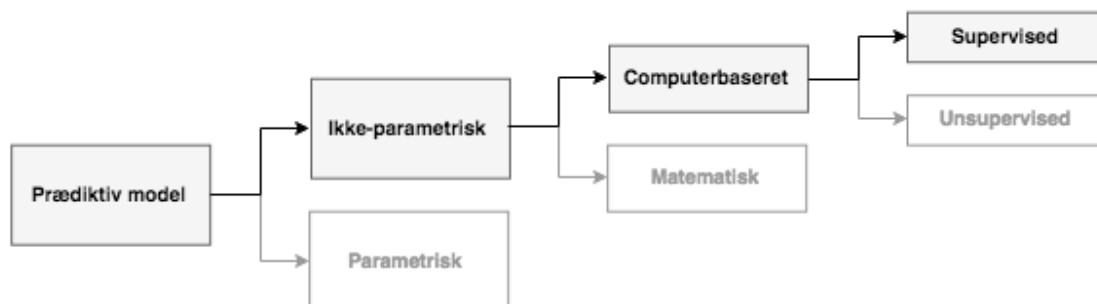 Supervised
Computerbaseret
Unsupervised
Ikke-parametrisk
Matematisk
Prædiktiv model
Parametrisk